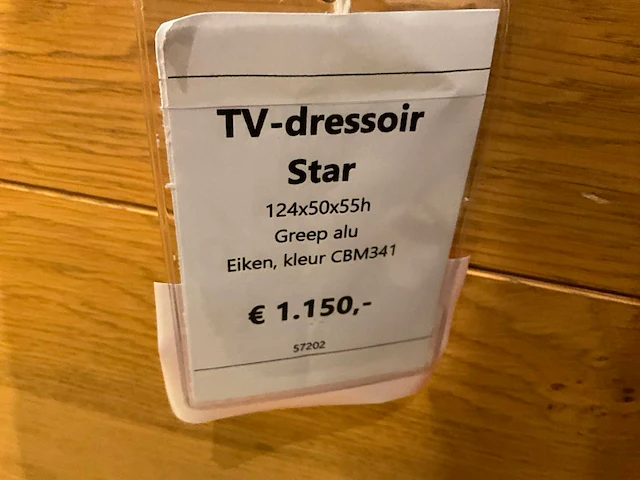 TV-dressoir
Star
124x50x55h
Greep alu
Eiken, kleur CBM341
€ 1.150,-
57202